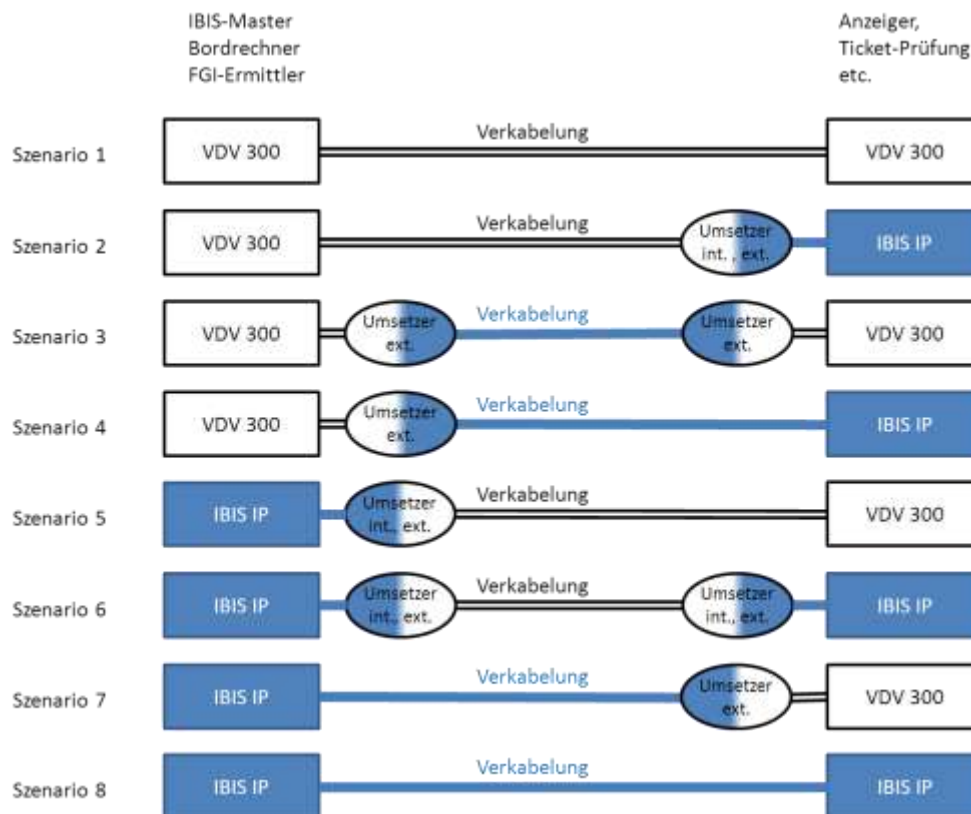 IBIS-Master
Bordrechner
FGI-Ermittler
Anzeiger,
Ticket-Prüfung
etc.
Szenario 1
VDV 300
Verkabelung
VDV 300
Szenario 2
VDV 300
Verkabelung
Umsetzer
int. , ext.
IBIS IP
Szenario 3
VDV 300
Umsetzer
ext.
Verkabelung
Umsetzer
ext.
VDV 300
Szenario 4
VDV 300
Umsetzer
ext.
Verkabelung
IBIS IP
Szenario 5
IBIS IP
Umsetzer
int., ext.
Verkabelung
VDV 300
Szenario 6
IBIS IP
Umsetzer
int., ext.
Verkabelung
Umsetzer
int., ext.
IBIS IP
Szenario 7
IBIS IP
Verkabelung
Umsetzer
ext.
VDV 300
Szenario 8
IBIS IP
Verkabelung
IBIS IP